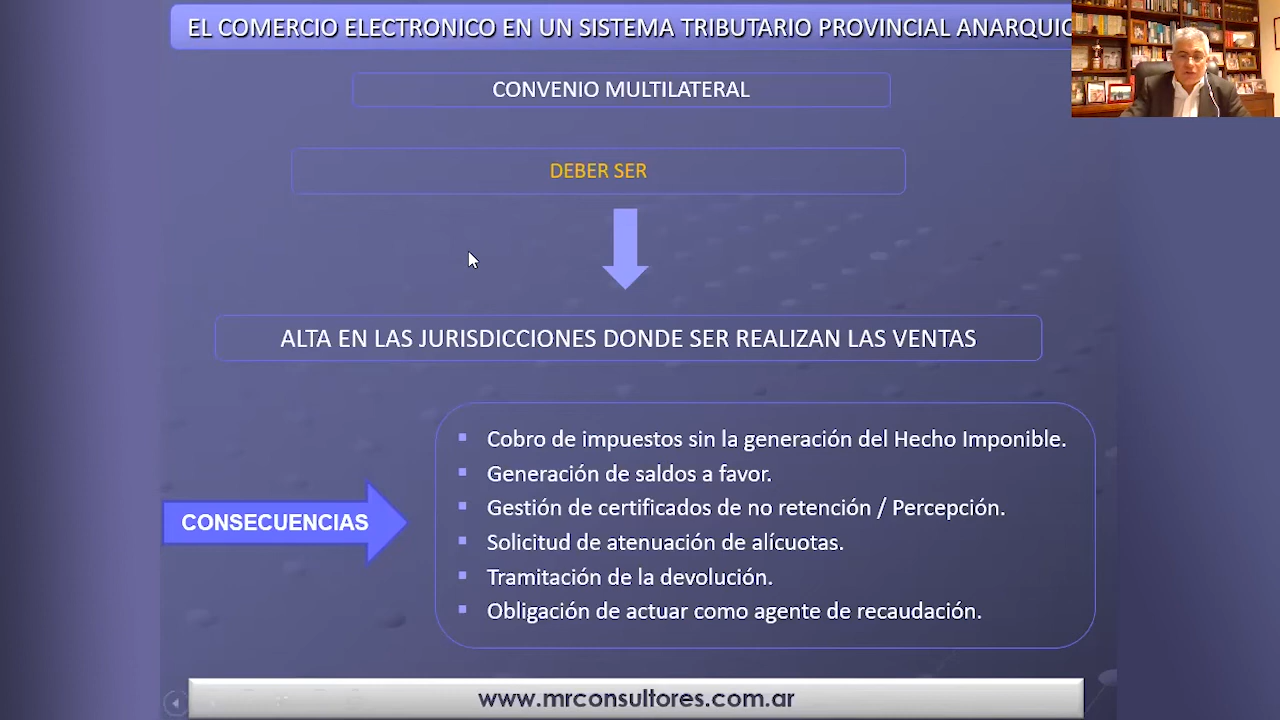 EL COMERCIO ELECTRONICO EN UN SISTEMA TRIBUTARIO PROVINCIAL
CONVENIO MULTILATERAL
DEBER SER
ALTA EN LAS JURISDICCIONES DONDE SER REALIZAN LAS VENTAS
Cobro de impuestos sin la generación del Hecho Imponible.
Generación de saldos a favor.
Gestión de certificados de no retención / Percepción.
CONSECUENCIAS
Solicitud de atenuación de alícuotas.
Tramitación de la devolución.
Obligación de actuar como agente de recaudación.
www.mrconsultores.com.ar